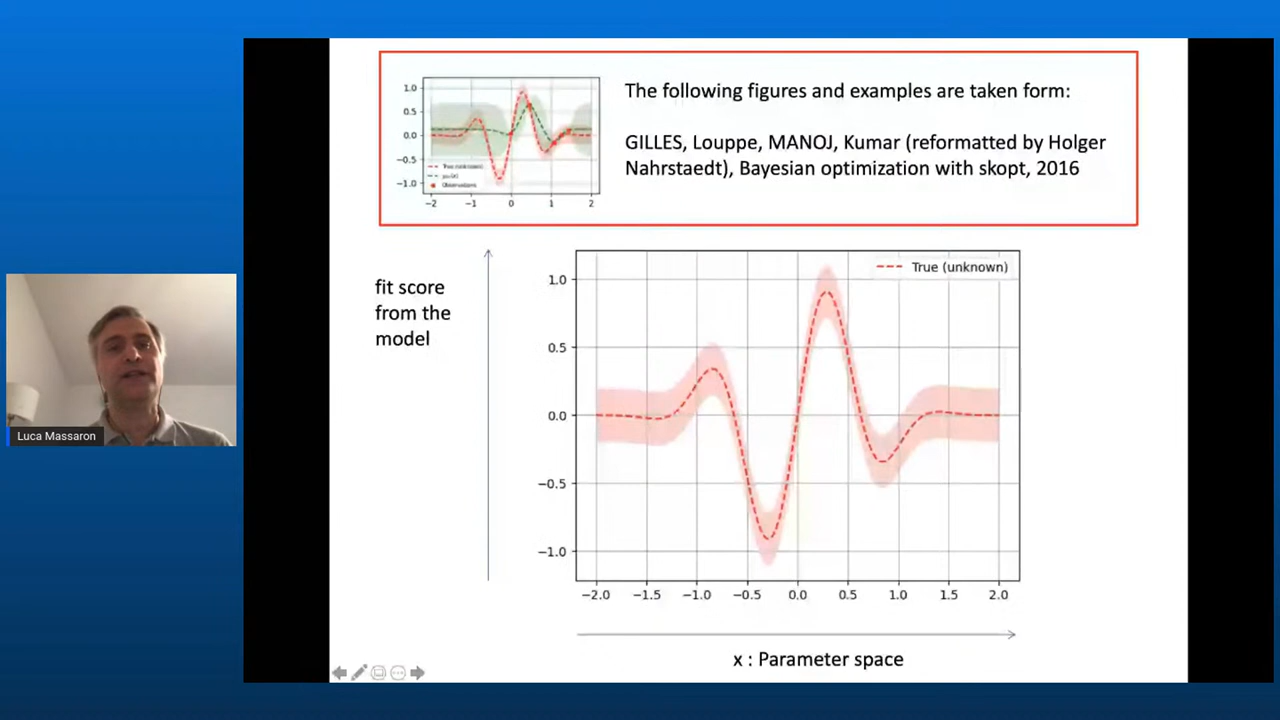 The following figures and examples are taken form:
GILLES, Louppe, MANOJ, Kumar (reformatted by Holger
Nahrstaedt), Bayesian optimization with skopt, 2016
1.0
0.5
0.0
−0.5
−1.0
True (unknown)
Observations
−2
−1
0
1
2
fit score
from the
model
True (unknown)
1.0
0.5
0.0
−0.5
−1.0
−2.0
−1.5
−1.0
−0.5
0.0
0.5
1.0
1.5
2.0
x : Parameter space
Luca Massaron